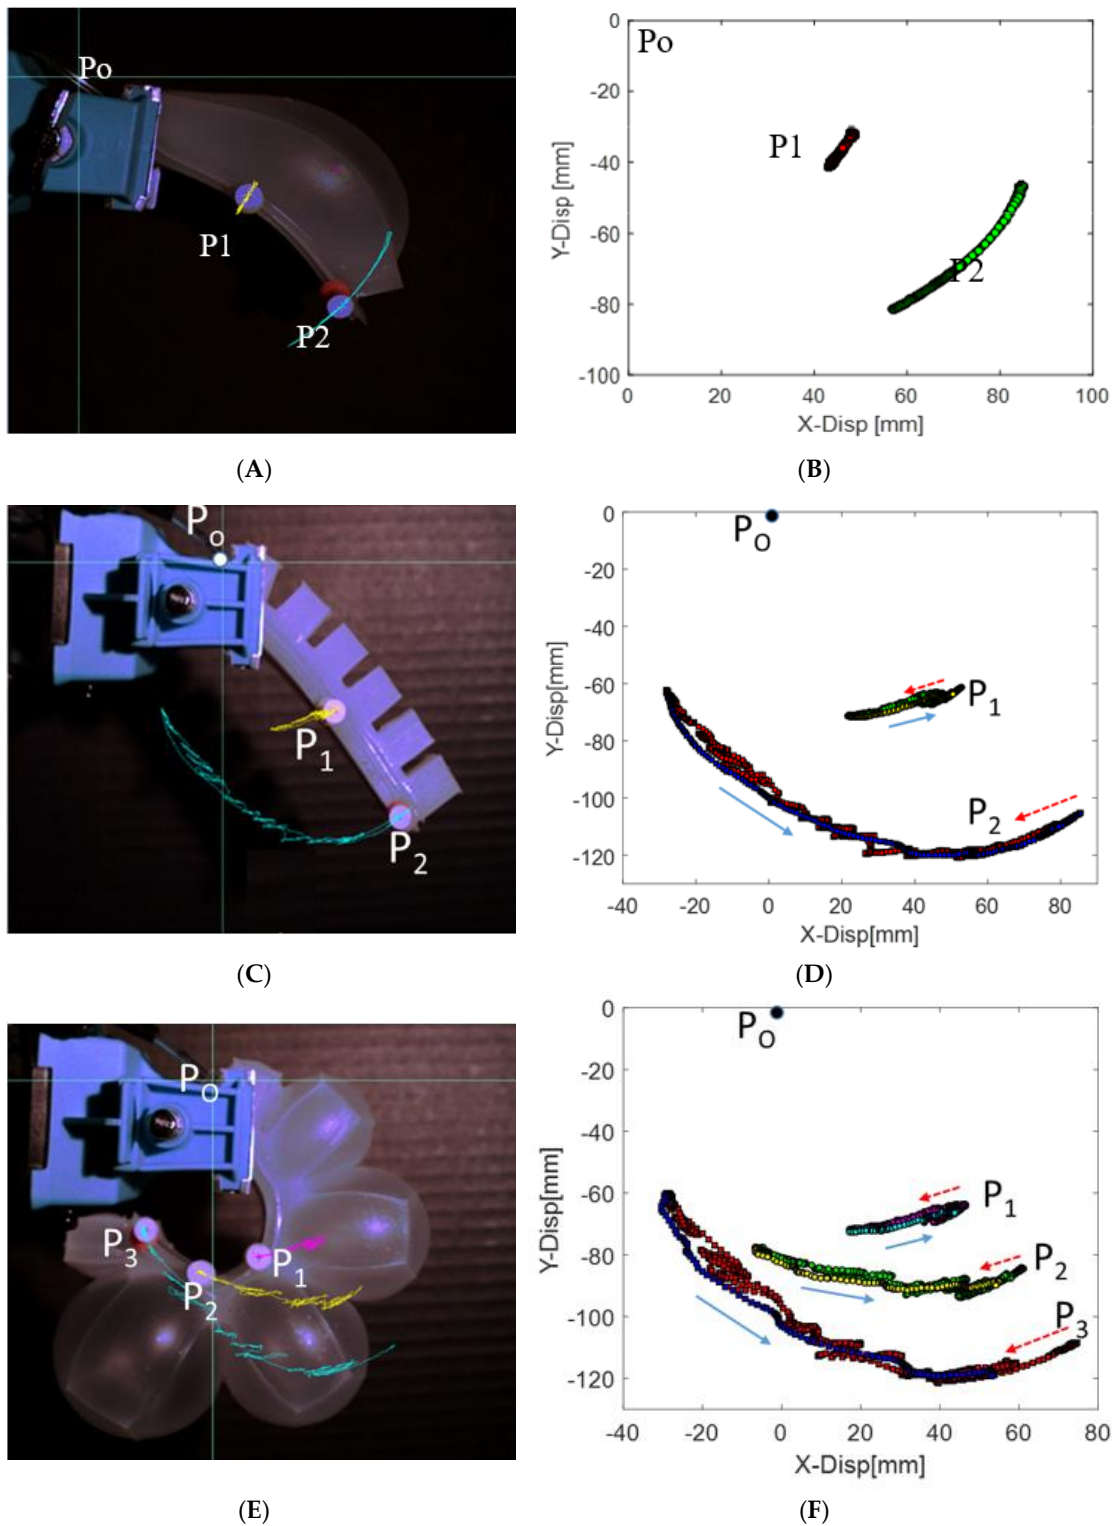 Po
P1
P2
(A)
0
-20
-40
-60
-80
-100
Y-Disp [mm]
Po
P1
P2
0
20
40
60
80
100
X-Disp [mm]
(B)
PO
P1
P2
(C)
0
-20
-40
-60
-80
-100
-120
Y-Disp[mm]
PO
P1
P2
-40
-20
0
20
40
60
80
X-Disp[mm]
(D)
PO
P3
P1
P2
(E)
0
-20
-40
-60
-80
-100
-120
Y-Disp[mm]
PO
P1
P2
P3
-40
-20
0
20
40
60
80
X-Disp[mm]
(F)